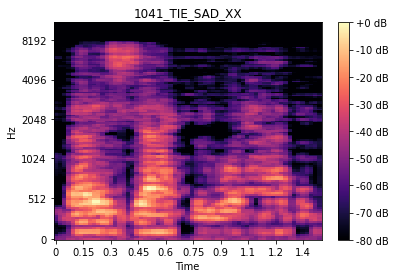 1041_TIE_SAD_XX
Hz
8192
4096
2048
1024
512
0
0 0.15 0.3 0.45 0.6 0.75 0.9 1.1 1.2 1.4
Time
+0 dB
-10 dB
-20 dB
-30 dB
-40 dB
-50 dB
-60 dB
-70 dB
-80 dB